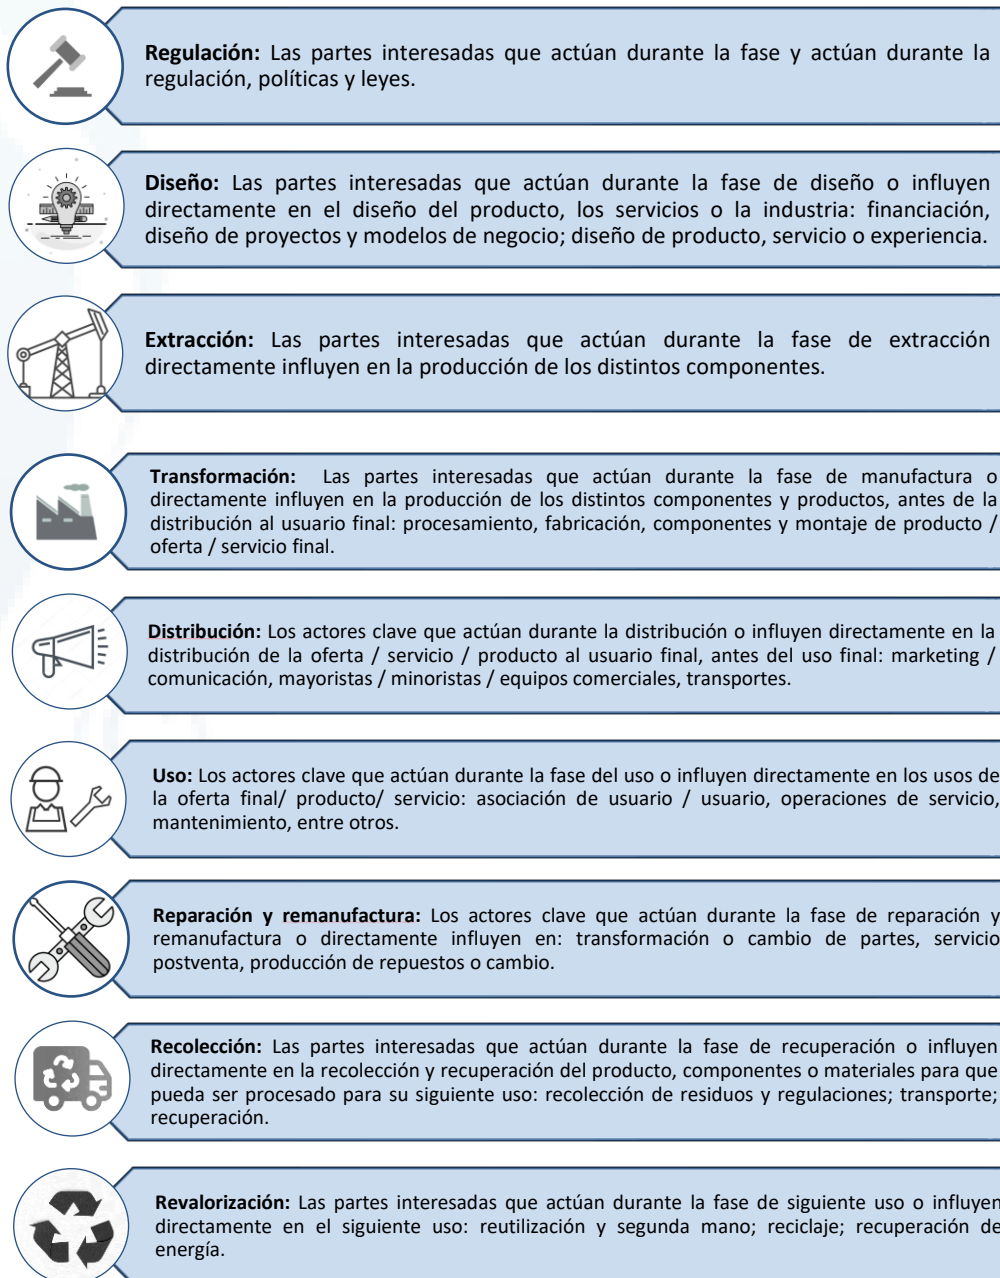 Regulación: Las partes interesadas que actúan durante la fase y actúan durante la
regulación, políticas y leyes.
Diseño: Las partes interesadas que actúan durante la fase de diseño o influyen
directamente en el diseño del producto, los servicios o la industria: financiación,
diseño de proyectos y modelos de negocio; diseño de producto, servicio o experiencia.
Extracción: Las partes interesadas que actúan durante la fase de extracción
directamente influyen en la producción de los distintos componentes.
Transformación: Las partes interesadas que actúan durante la fase de manufactura o
directamente influyen en la producción de los distintos componentes y productos, antes de la
distribución al usuario final: procesamiento, fabricación, componentes y montaje de producto /
oferta / servicio final.
Distribución: Los actores clave que actúan durante la distribución o influyen directamente en la
distribución de la oferta / servicio / producto al usuario final, antes del uso final: marketing /
comunicación, mayoristas / minoristas / equipos comerciales, transportes.
Uso: Los actores clave que actúan durante la fase del uso o influyen directamente en los usos de
la oferta final/ producto/ servicio: asociación de usuario / usuario, operaciones de servicio,
mantenimiento, entre otros.
Reparación y remanufactura: Los actores clave que actúan durante la fase de reparación y
remanufactura o directamente influyen en: transformación o cambio de partes, servicio
postventa, producción de repuestos o cambio.
Recolección: Las partes interesadas que actúan durante la fase de recuperación o influyen
directamente en la recolección y recuperación del producto, componentes o materiales para que
pueda ser procesado para su siguiente uso: recolección de residuos y regulaciones; transporte;
recuperación.
Revalorización: Las partes interesadas que actúan durante la fase de siguiente uso o influyen
directamente en el siguiente uso: reutilización y segunda mano; reciclaje; recuperación de
energía.